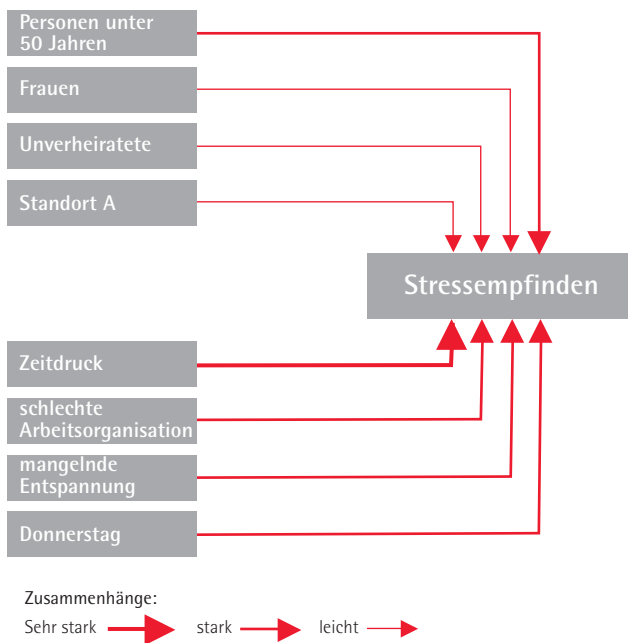 Personen unter
50 Jahren
Frauen
Unverheiratete
Standort A
Stressempfinden
Zeitdruck
schlechte
Arbeitsorganisation
mangelnde
Entspannung
Donnerstag
Zusammenhänge:
Sehr stark stark leicht